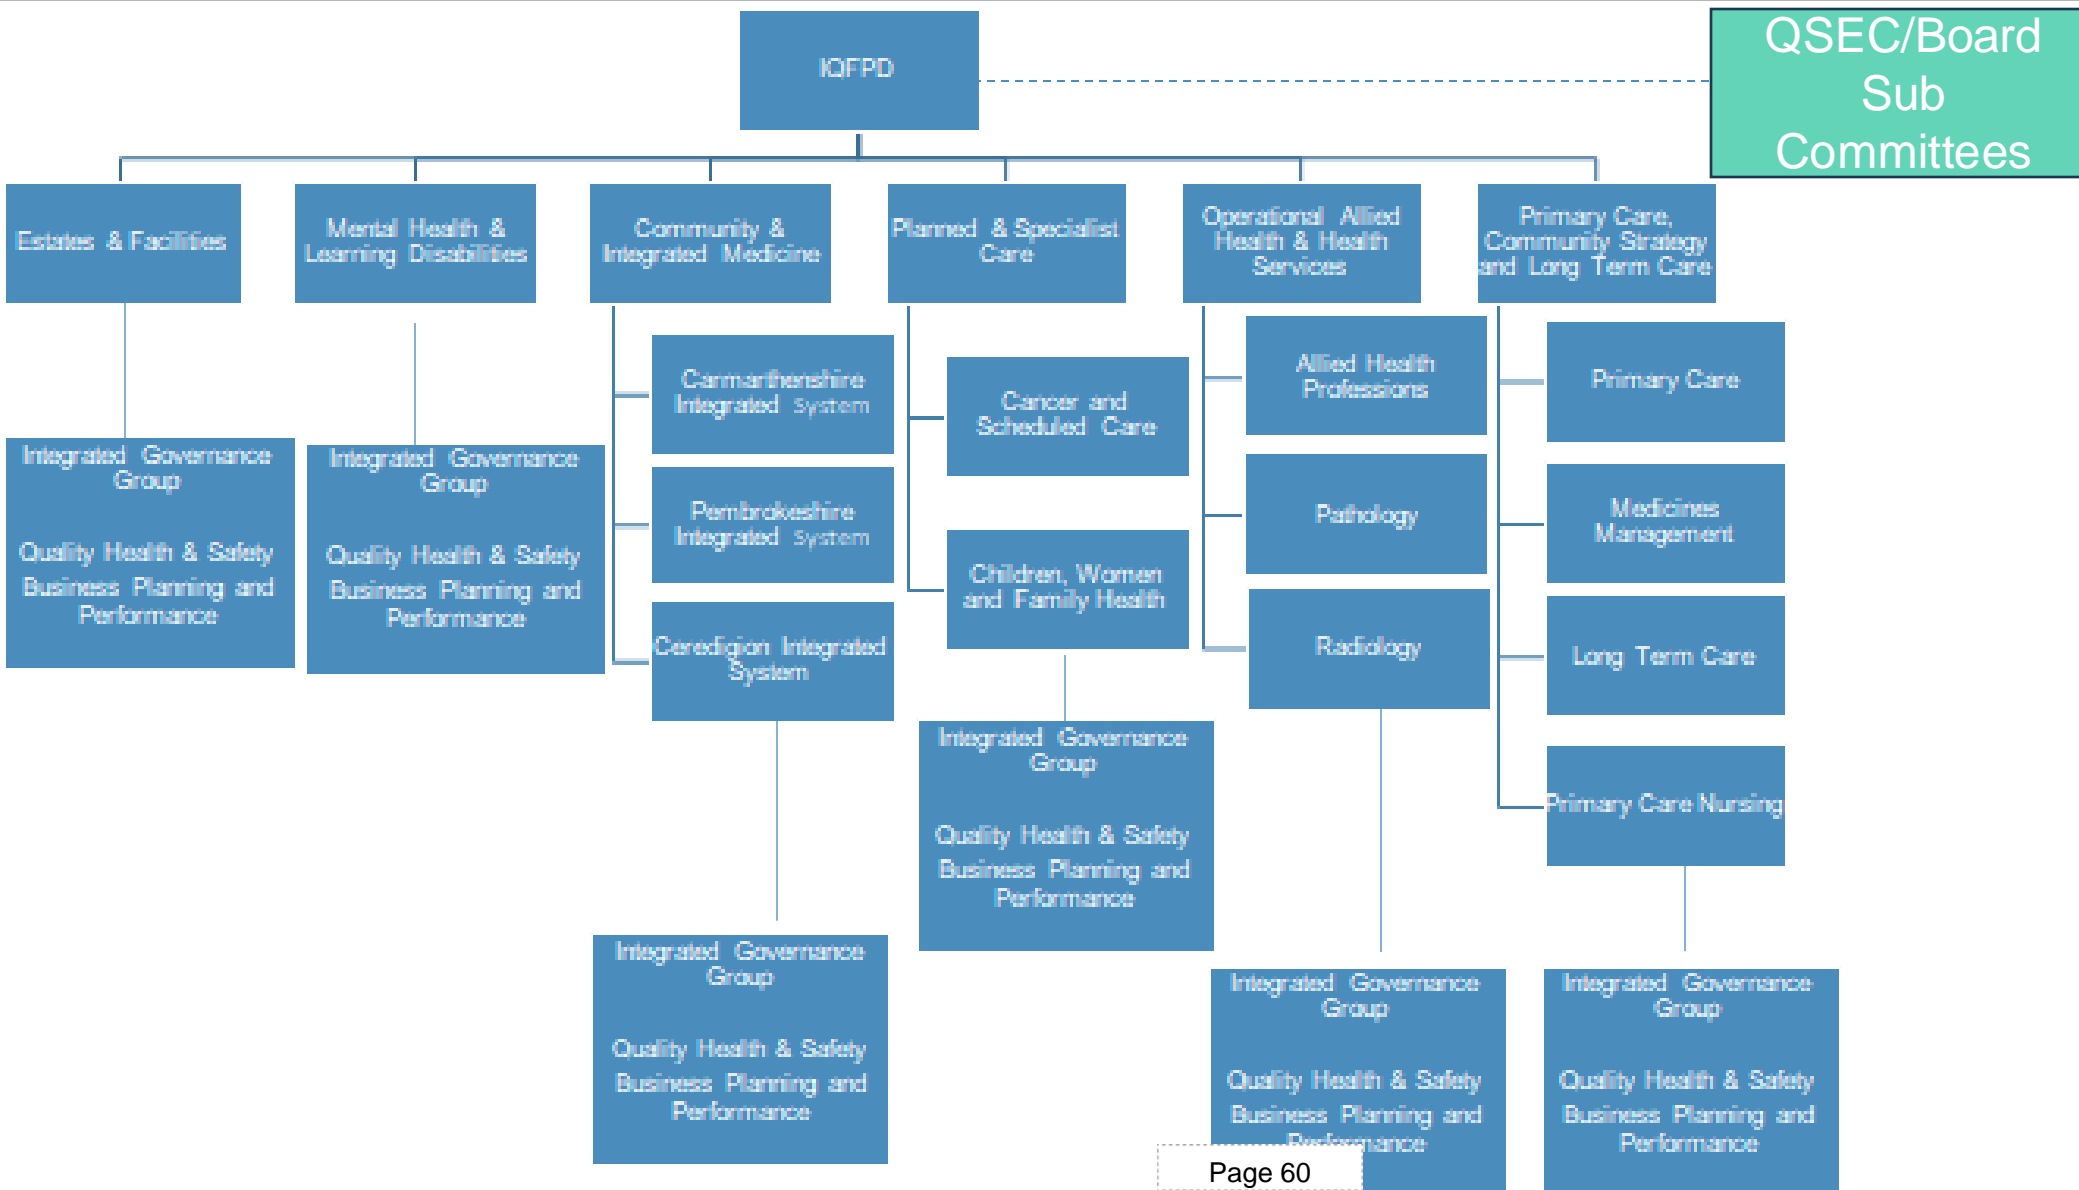 IQFPD
QSEC/Board
Sub
Committees
Estates & Facilities
Mental Health &
Learning Disabilities
Community &
Integrated Medicine
Planned & Specialist
Care
Operational Allied
Health & Health
Services
Primary Care,
Community Strategy
and Long Term Care
Integrated Governance
Group
Quality Health & Safety
Business Planning and
Performance
Integrated Governance
Group
Quality Health & Safety
Business Planning and
Performance
Carmarthenshire
Integrated System
Pembrokeshire
Integrated System
Ceredigion Integrated
System
Integrated Governance
Group
Quality Health & Safety
Business Planning and
Performance
Cancer and
Scheduled Care
Children, Women
and Family Health
Integrated Governance
Group
Quality Health & Safety
Business Planning and
Performance
Allied Health
Professions
Pathology
Radiology
Integrated Governance
Group
Quality Health & Safety
Business Planning and
Performance
Primary Care
Medicines
Management
Long Term Care
Primary Care Nursing
Integrated Governance
Group
Quality Health & Safety
Business Planning and
Performance
Page 60